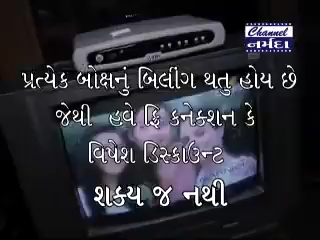 Channel
નર્મદા
પ્રત્યેક બોક્ષનું બિલીંગ થતુ હોય છે
જેથી હવે ફ્રિ કનેક્શન કે
વિષેશ ડિસ્કાઉન્ટ
શક્ય જ નથી